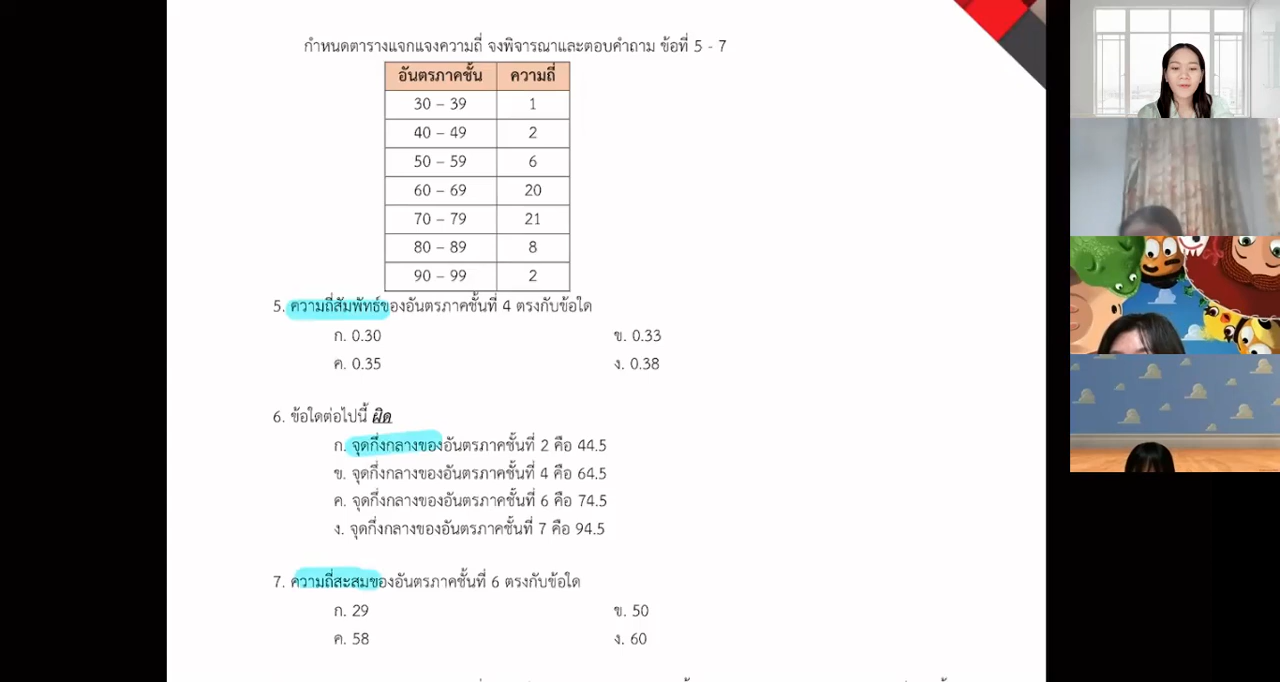 กำหนดตารางแจกแจงความถี่ จงพิจารณาและตอบคำถาม ข้อที่ 5 - 7
อันตรภาคชั้น ความถี่
30 – 39 1
40 – 49 2
50 – 59 6
60 – 69 20
70 – 79 21
80 – 89 8
90 – 99 2
5. ความถี่สัมพัทธ์ของอันตรภาคชั้นที่ 4 ตรงกับข้อใด
ก. 0.30 ข. 0.33
ค. 0.35 ง. 0.38
6. ข้อใดต่อไปนี้ ผิด
ก. จุดกึ่งกลางของอันตรภาคชั้นที่ 2 คือ 44.5
ข. จุดกึ่งกลางของอันตรภาคชั้นที่ 4 คือ 64.5
ค. จุดกึ่งกลางของอันตรภาคชั้นที่ 6 คือ 74.5
ง. จุดกึ่งกลางของอันตรภาคชั้นที่ 7 คือ 94.5
7. ความถี่สะสมของอันตรภาคชั้นที่ 6 ตรงกับข้อใด
ก. 29 ข. 50
ค. 58 ง. 60